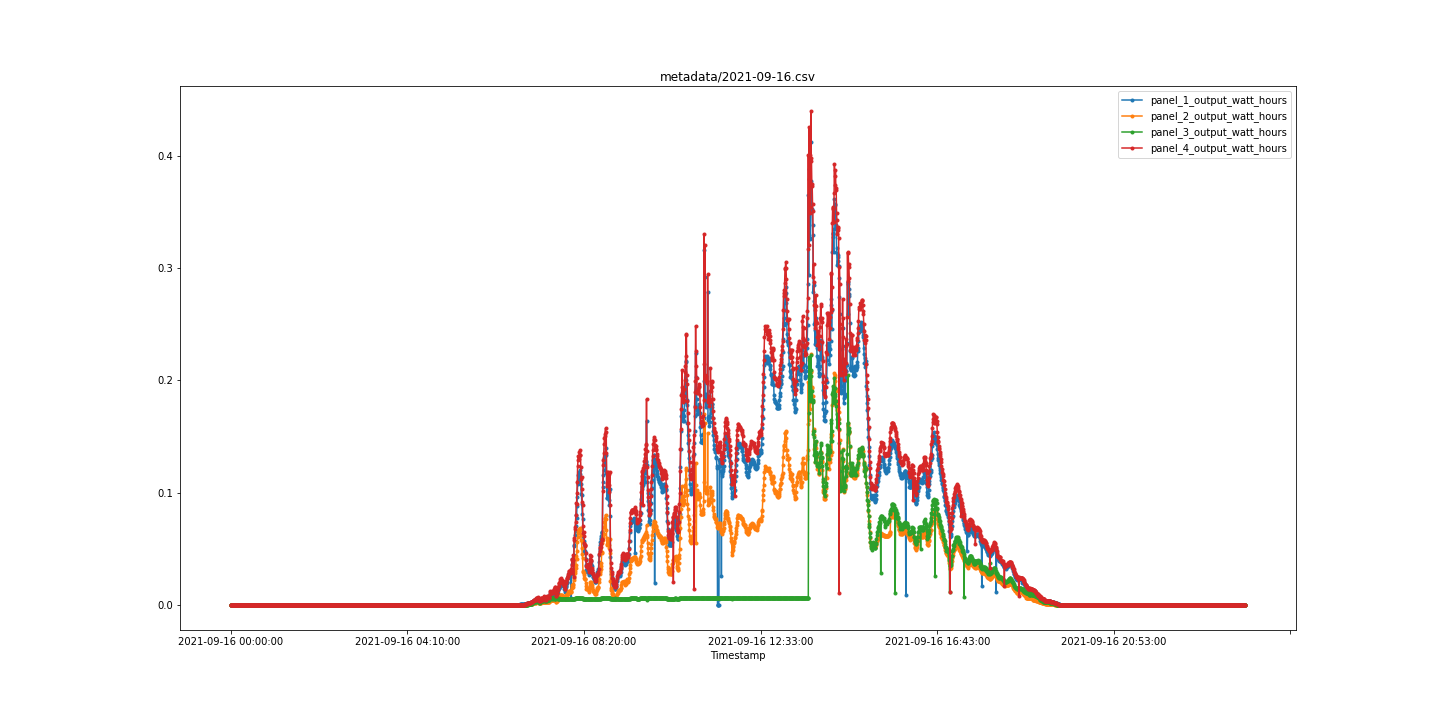 metadata/2021-09-16.csv
panel_1_output_watt_hours
panel_2_output_watt_hours
panel_3_output_watt_hours
panel_4_output_watt_hours
0.4
0.3
0.2
0.1
0.0
2021-09-16 00:00:00
2021-09-16 04:10:00
2021-09-16 08:20:00
2021-09-16 12:33:00
2021-09-16 16:43:00
2021-09-16 20:53:00
Timestamp